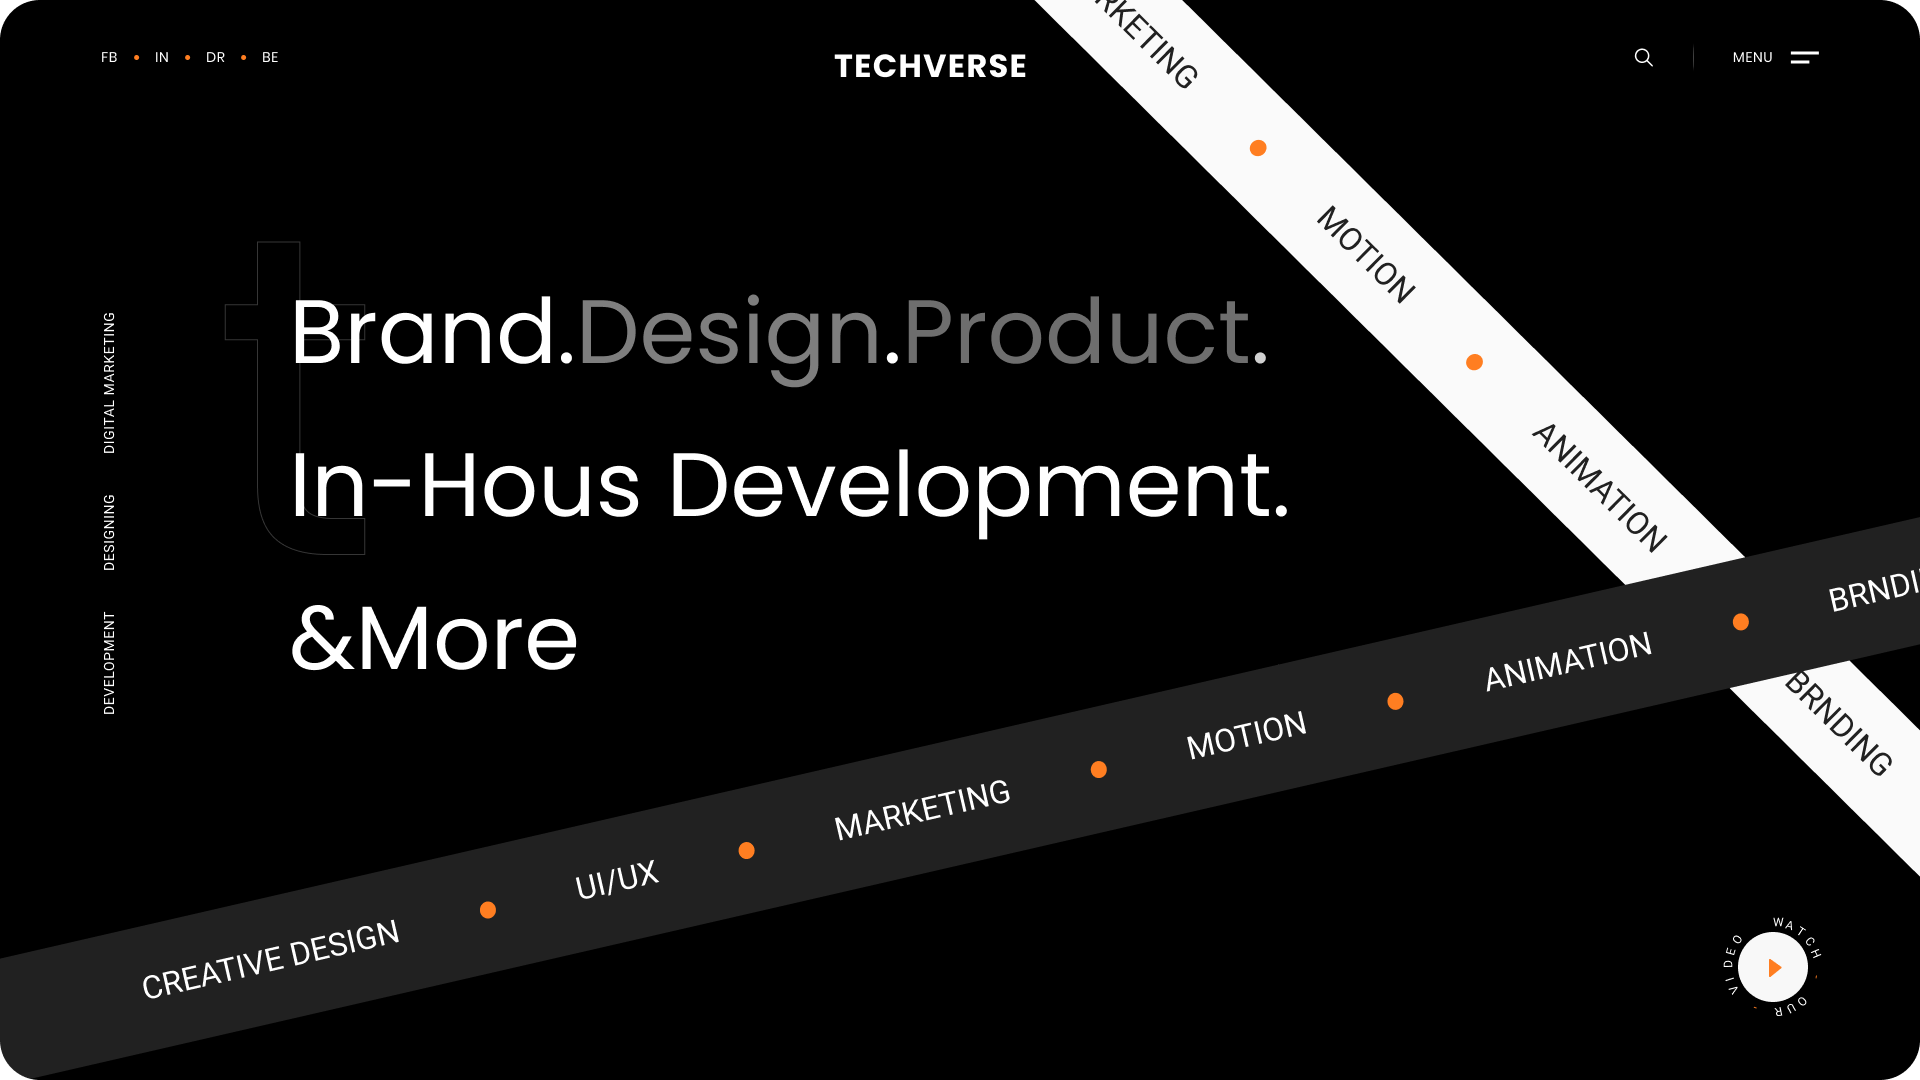 FB • IN • DR • BE
TECHVERSE
MENU
RKETING • MOTION • ANIMATION
BRNDING
t
Brand.Design.Product.
In-Hous Development.
&More
DIGITAL MARKETING
DESIGNING
DEVELOPMENT
CREATIVE DESIGN • UI/UX • MARKETING • MOTION • ANIMATION • BRNDI
WATCH - OUR - VIDEO